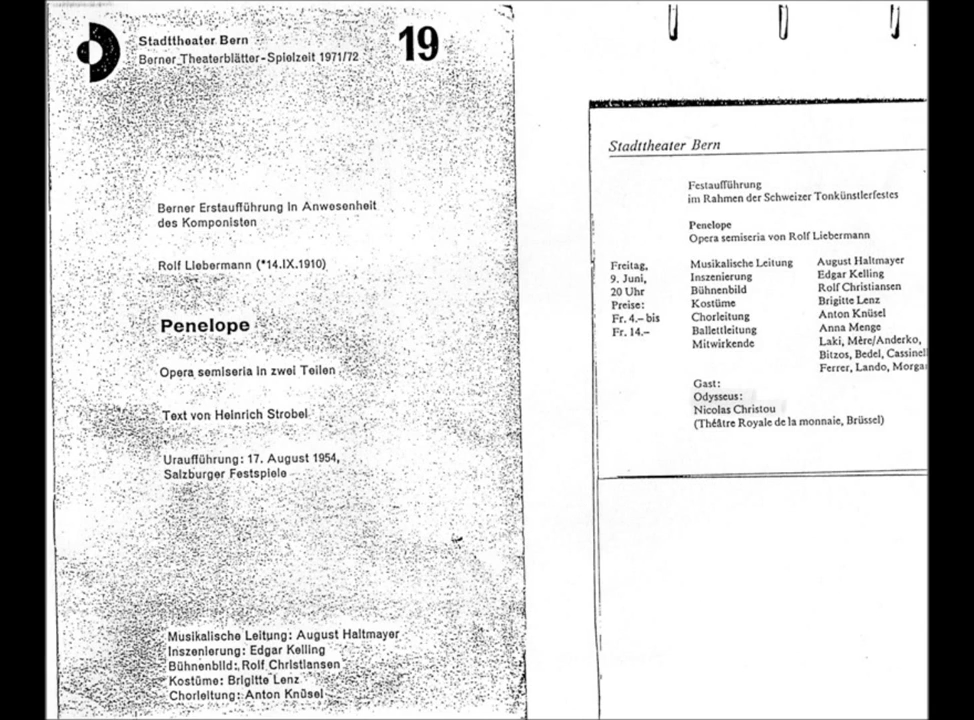 Stadttheater Bern
Berner Theaterblätter - Spielzeit 1971/72
19
Berner Erstaufführung in Anwesenheit
des Komponisten
Rolf Liebermann (*14.IX.1910)
Penelope
Opera semiseria in zwei Teilen
Text von Heinrich Strobel
Uraufführung: 17. August 1954,
Salzburger Festspiele
Musikalische Leitung: August Haltmayer
Inszenierung: Edgar Kelling
Bühnenbild: Rolf Christiansen
Kostüme: Brigitte Lenz
Chorleitung: Anton Knüsel
Stadttheater Bern
Festaufführung
im Rahmen der Schweizer Tonkünstlerfestes
Penelope
Opera semiseria von Rolf Liebermann
Freitag,
9. Juni,
20 Uhr
Preise:
Fr. 4.– bis
Fr. 14.–
Musikalische Leitung August Haltmayer
Inszenierung Edgar Kelling
Bühnenbild Rolf Christiansen
Kostüme Brigitte Lenz
Chorleitung Anton Knüsel
Ballettleitung Anna Menge
Mitwirkende Laki, Mère/Anderko,
Bitzos, Bedel, Cassinel
Ferrer, Lando, Morga
Gast:
Odysseus:
Nicolas Christou
(Théâtre Royale de la monnaie, Brüssel)